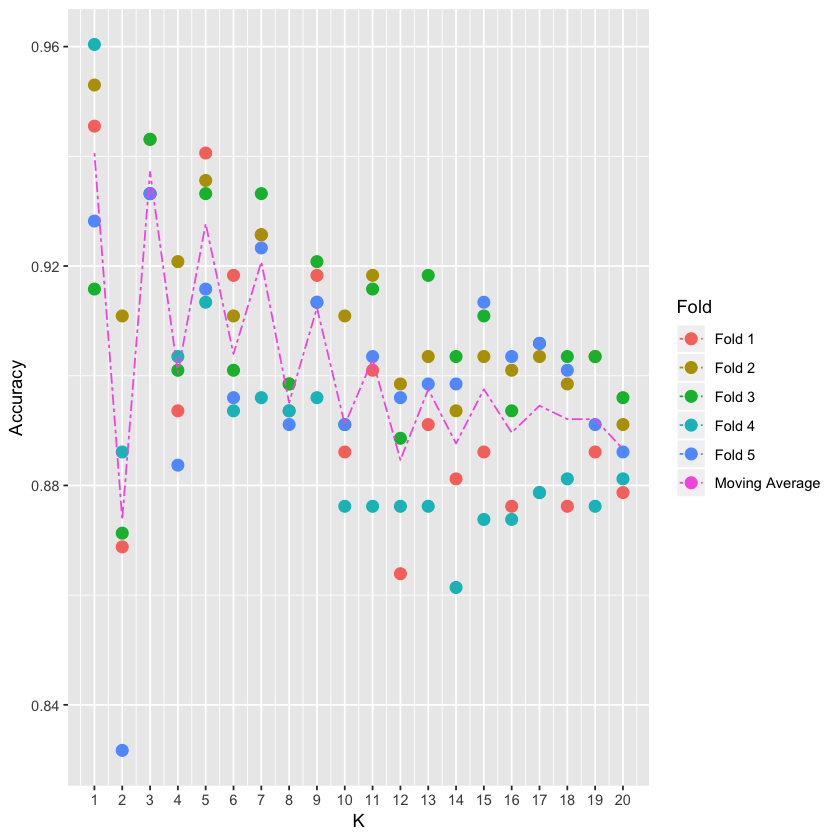 0.96
0.92
0.88
0.84
Accuracy
1 2 3 4 5 6 7 8 9 10 11 12 13 14 15 16 17 18 19 20
K
Fold
Fold 1
Fold 2
Fold 3
Fold 4
Fold 5
Moving Average